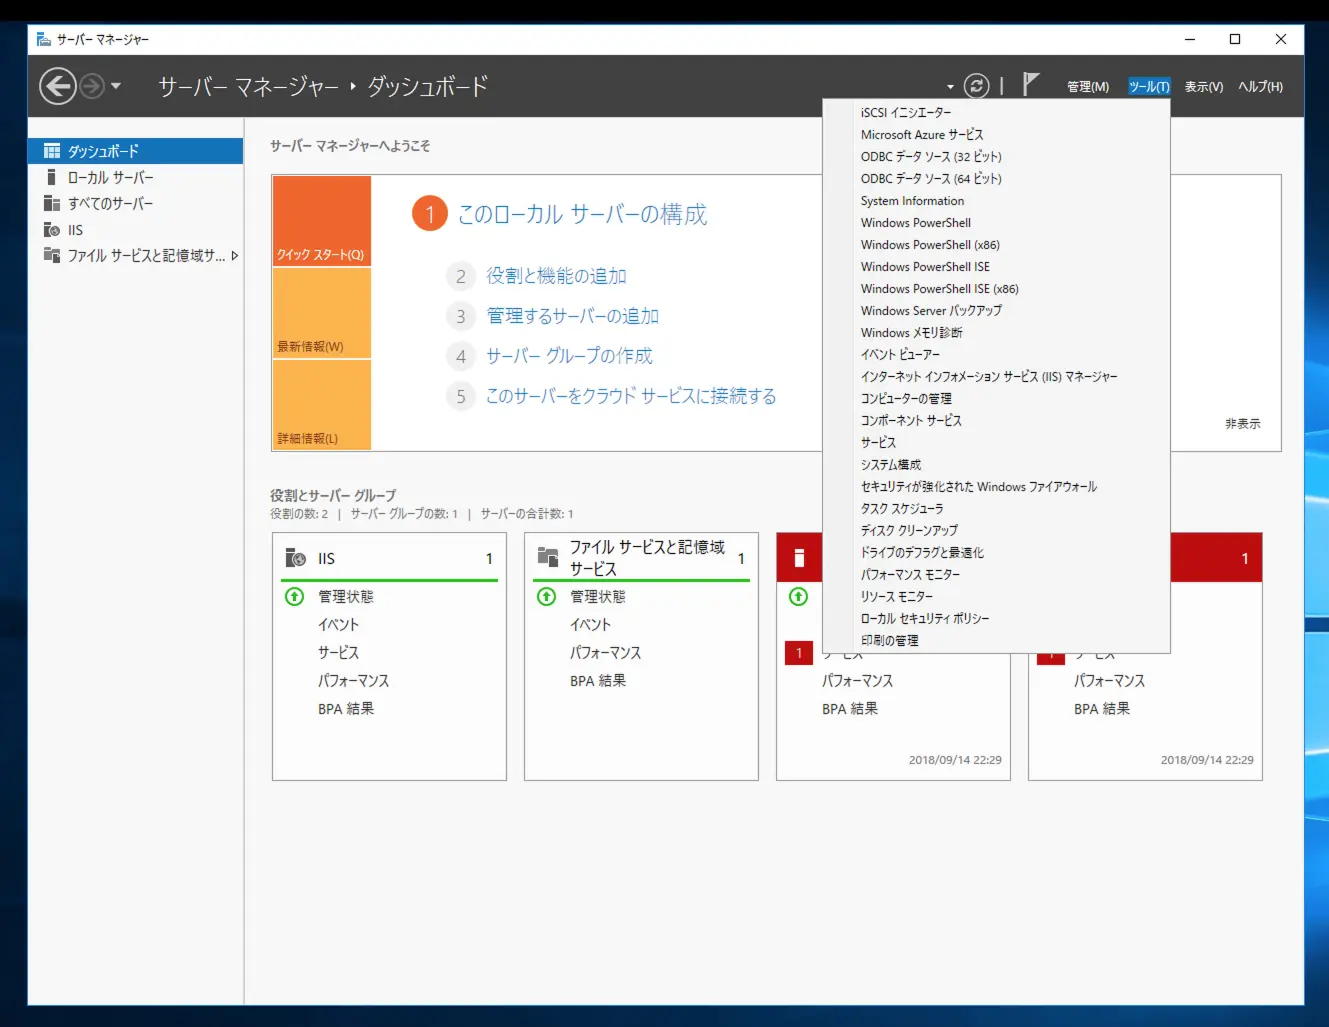 サーバー マネージャー
サーバー マネージャー ‣ ダッシュボード
管理(M) ツール(T) 表示(V) ヘルプ(H)
ダッシュボード
ローカル サーバー
すべてのサーバー
IIS
ファイル サービスと記憶域サ...
サーバー マネージャーへようこそ
クイック スタート(Q)
最新情報(W)
詳細情報(L)
1 このローカル サーバーの構成
2 役割と機能の追加
3 管理するサーバーの追加
4 サーバー グループの作成
5 このサーバーをクラウド サービスに接続する
非表示
iSCSI イニシエーター
Microsoft Azure サービス
ODBC データ ソース (32 ビット)
ODBC データ ソース (64 ビット)
System Information
Windows PowerShell
Windows PowerShell (x86)
Windows PowerShell ISE
Windows PowerShell ISE (x86)
Windows Server バックアップ
Windows メモリ診断
イベント ビューアー
インターネット インフォメーション サービス (IIS) マネージャー
コンピューターの管理
コンポーネント サービス
サービス
システム構成
セキュリティが強化された Windows ファイアウォール
タスク スケジューラ
ディスク クリーンアップ
ドライブのデフラグと最適化
パフォーマンス モニター
リソース モニター
ローカル セキュリティ ポリシー
印刷の管理
役割とサーバー グループ
役割の数: 2 | サーバー グループの数: 1 | サーバーの合計数: 1
IIS 1
管理状態
イベント
サービス
パフォーマンス
BPA 結果
ファイル サービスと記憶域
サービス 1
管理状態
イベント
パフォーマンス
BPA 結果
1 サービス
パフォーマンス
BPA 結果
2018/09/14 22:29
1
1 サービス
パフォーマンス
BPA 結果
2018/09/14 22:29